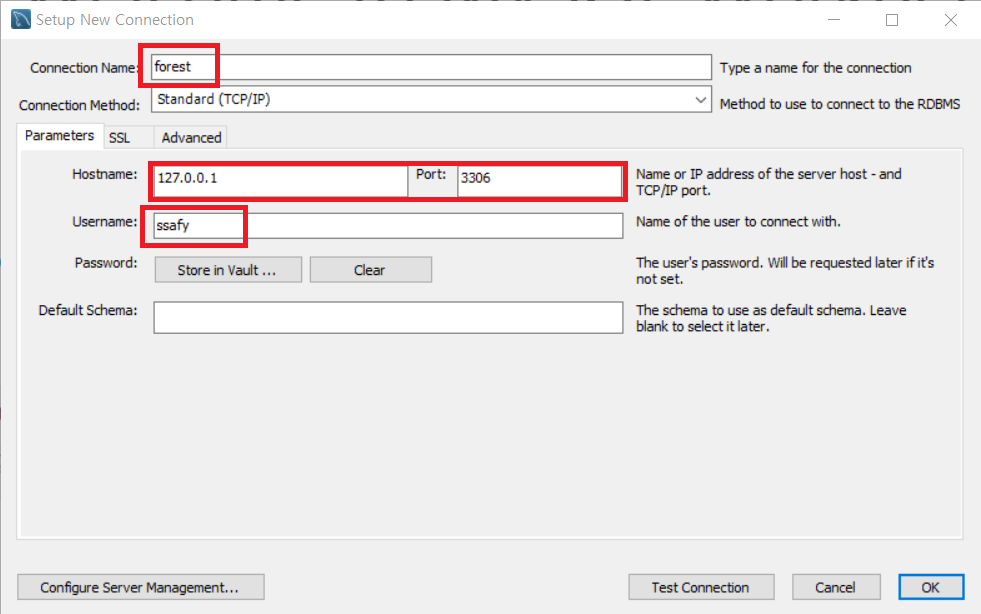 Setup New Connection
Connection Name: forest Type a name for the connection
Connection Method: Standard (TCP/IP) Method to use to connect to the RDBMS
Parameters SSL Advanced
Hostname: 127.0.0.1 Port: 3306 Name or IP address of the server host - and
TCP/IP port.
Username: ssafy Name of the user to connect with.
Password: Store in Vault ... Clear The user's password. Will be requested later if it's
not set.
Default Schema: The schema to use as default schema. Leave
blank to select it later.
Configure Server Management... Test Connection Cancel OK